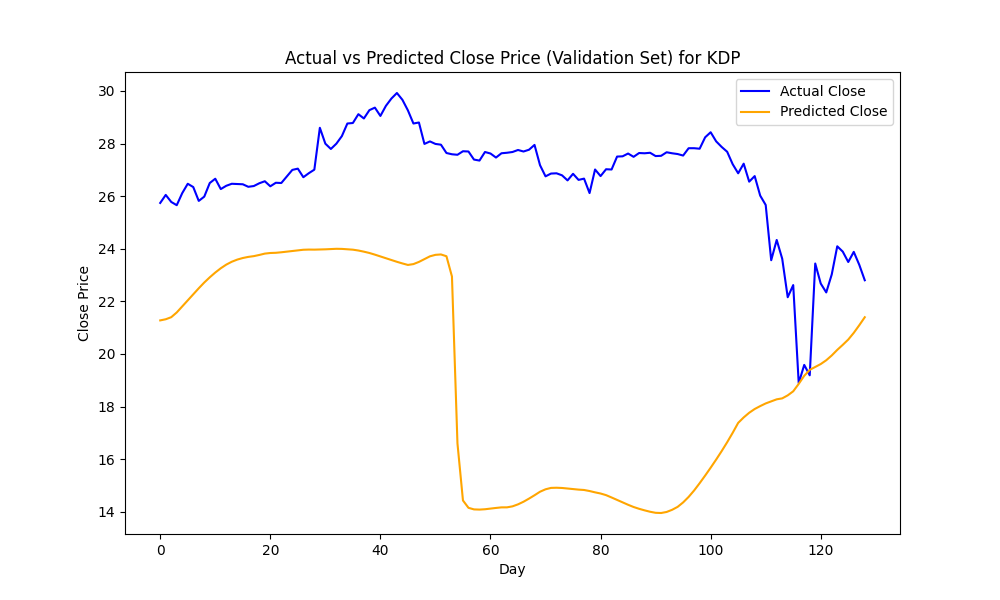 Actual vs Predicted Close Price (Validation Set) for KDP
Actual Close
Predicted Close
Close Price
30
28
26
24
22
20
18
16
14
0 20 40 60 80 100 120
Day